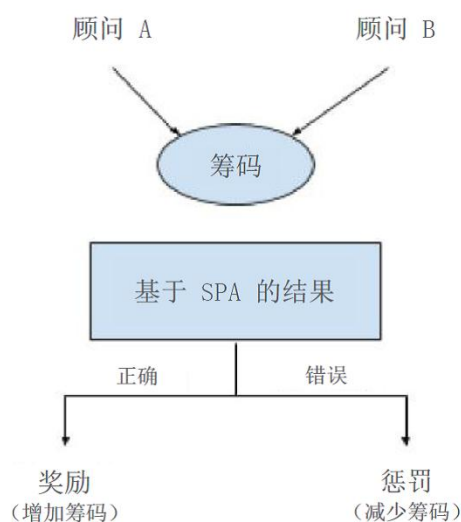 顾问 A
顾问 B
筹码
基于 SPA 的结果
正确
错误
奖励
(增加筹码)
惩罚
(减少筹码)